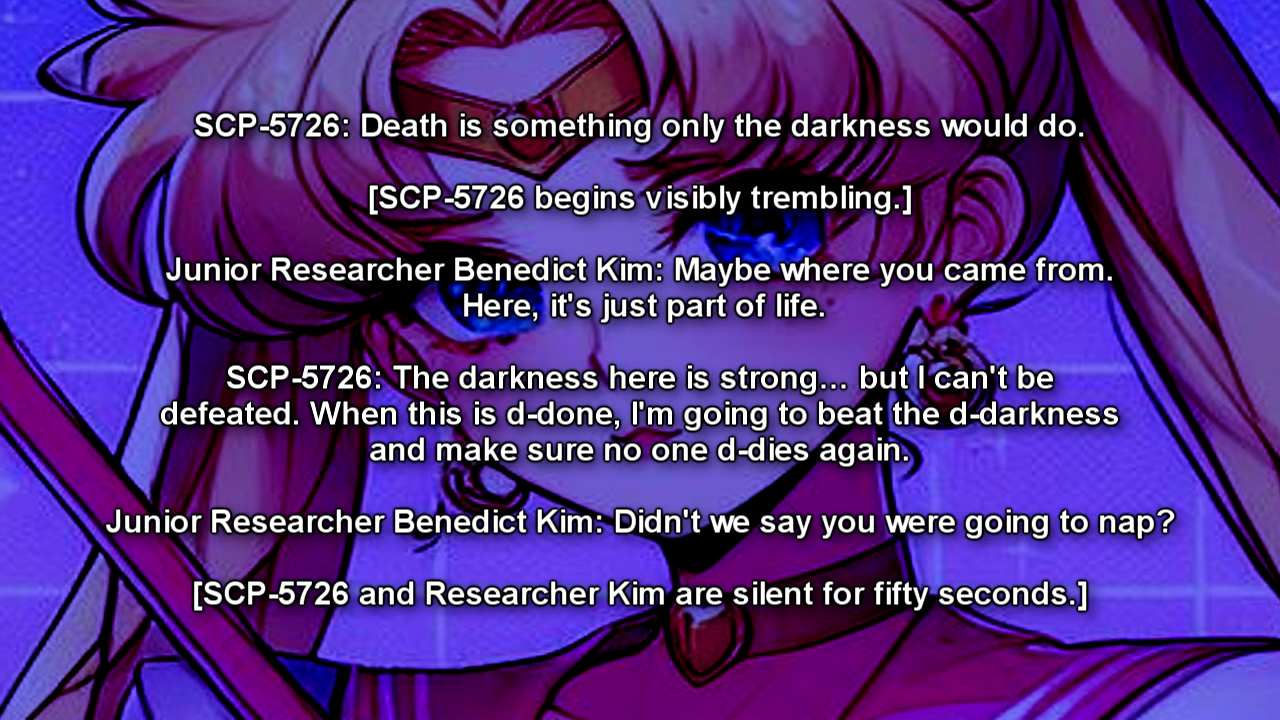 SCP-5726: Death is something only the darkness would do.
[SCP-5726 begins visibly trembling.]
Junior Researcher Benedict Kim: Maybe where you came from.
Here, it's just part of life.
SCP-5726: The darkness here is strong... but I can't be
defeated. When this is d-done, I'm going to beat the d-darkness
and make sure no one d-dies again.
Junior Researcher Benedict Kim: Didn't we say you were going to nap?
[SCP-5726 and Researcher Kim are silent for fifty seconds.]